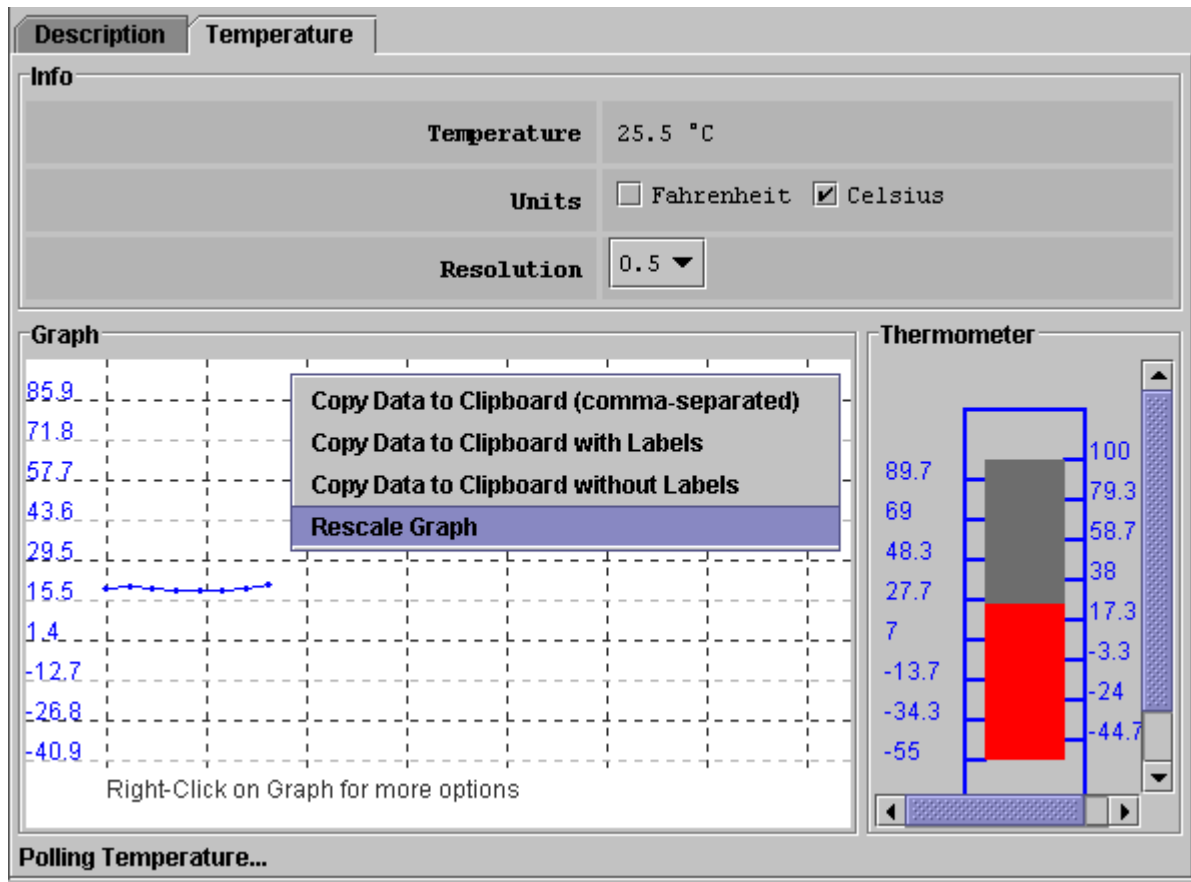 Description Temperature
Info
Temperature 25.5 °C
Units Fahrenheit Celsius
Resolution 0.5
Graph
85.9
71.8
57.7
43.6
29.5
15.5
1.4
-12.7
-26.8
-40.9
Copy Data to Clipboard (comma-separated)
Copy Data to Clipboard with Labels
Copy Data to Clipboard without Labels
Rescale Graph
Right-Click on Graph for more options
Thermometer
100
89.7
79.3
69
58.7
48.3
38
27.7
17.3
7
-3.3
-13.7
-24
-34.3
-44.7
-55
Polling Temperature...